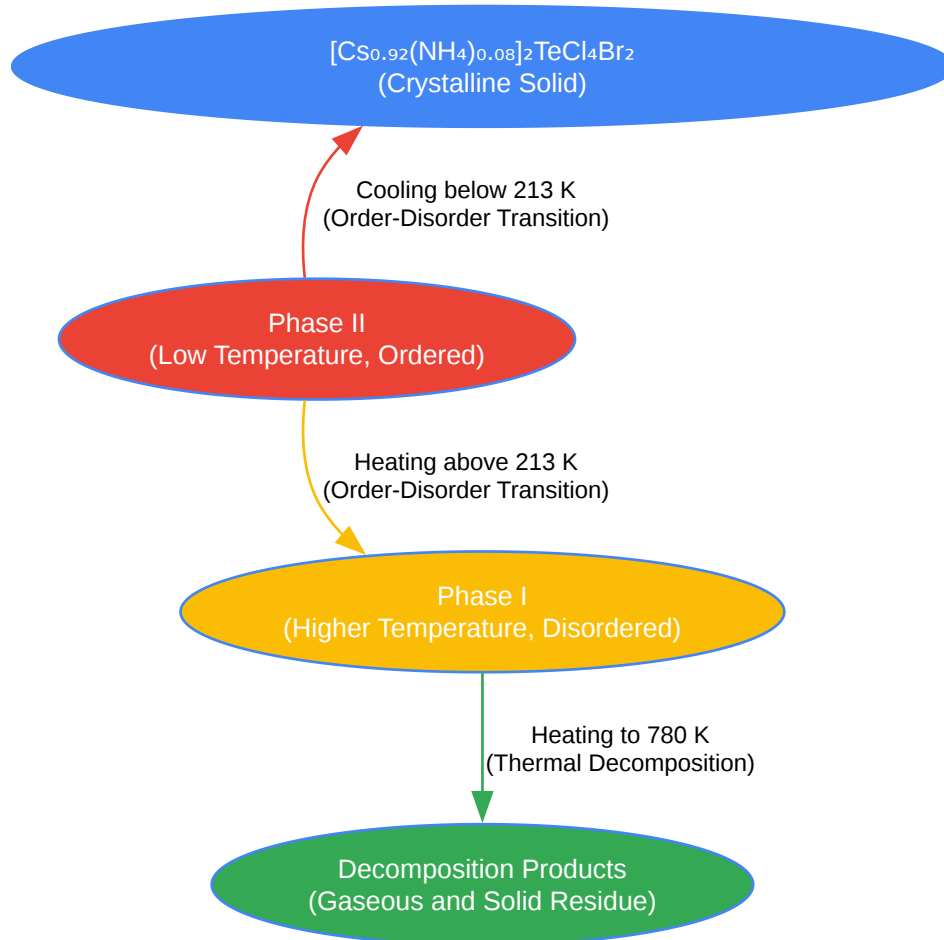 [Cs₀.₉₂(NH₄)₀.₀₈]₂TeCl₄Br₂
(Crystalline Solid)
Cooling below 213 K
(Order-Disorder Transition)
Phase II
(Low Temperature, Ordered)
Heating above 213 K
(Order-Disorder Transition)
Phase I
(Higher Temperature, Disordered)
Heating to 780 K
(Thermal Decomposition)
Decomposition Products
(Gaseous and Solid Residue)